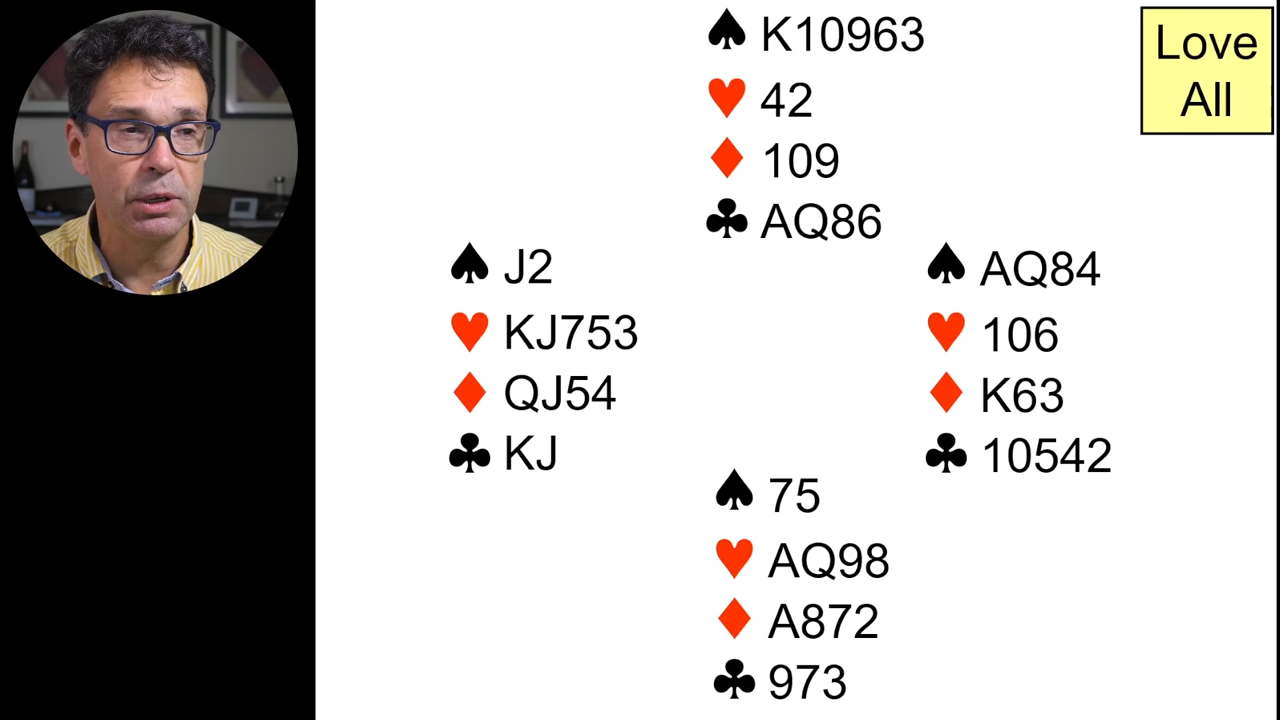 ♠ K10963
♥ 42
♦ 109
♣ AQ86
Love
All
♠ J2
♥ KJ753
♦ QJ54
♣ KJ
♠ AQ84
♥ 106
♦ K63
♣ 10542
♠ 75
♥ AQ98
♦ A872
♣ 973